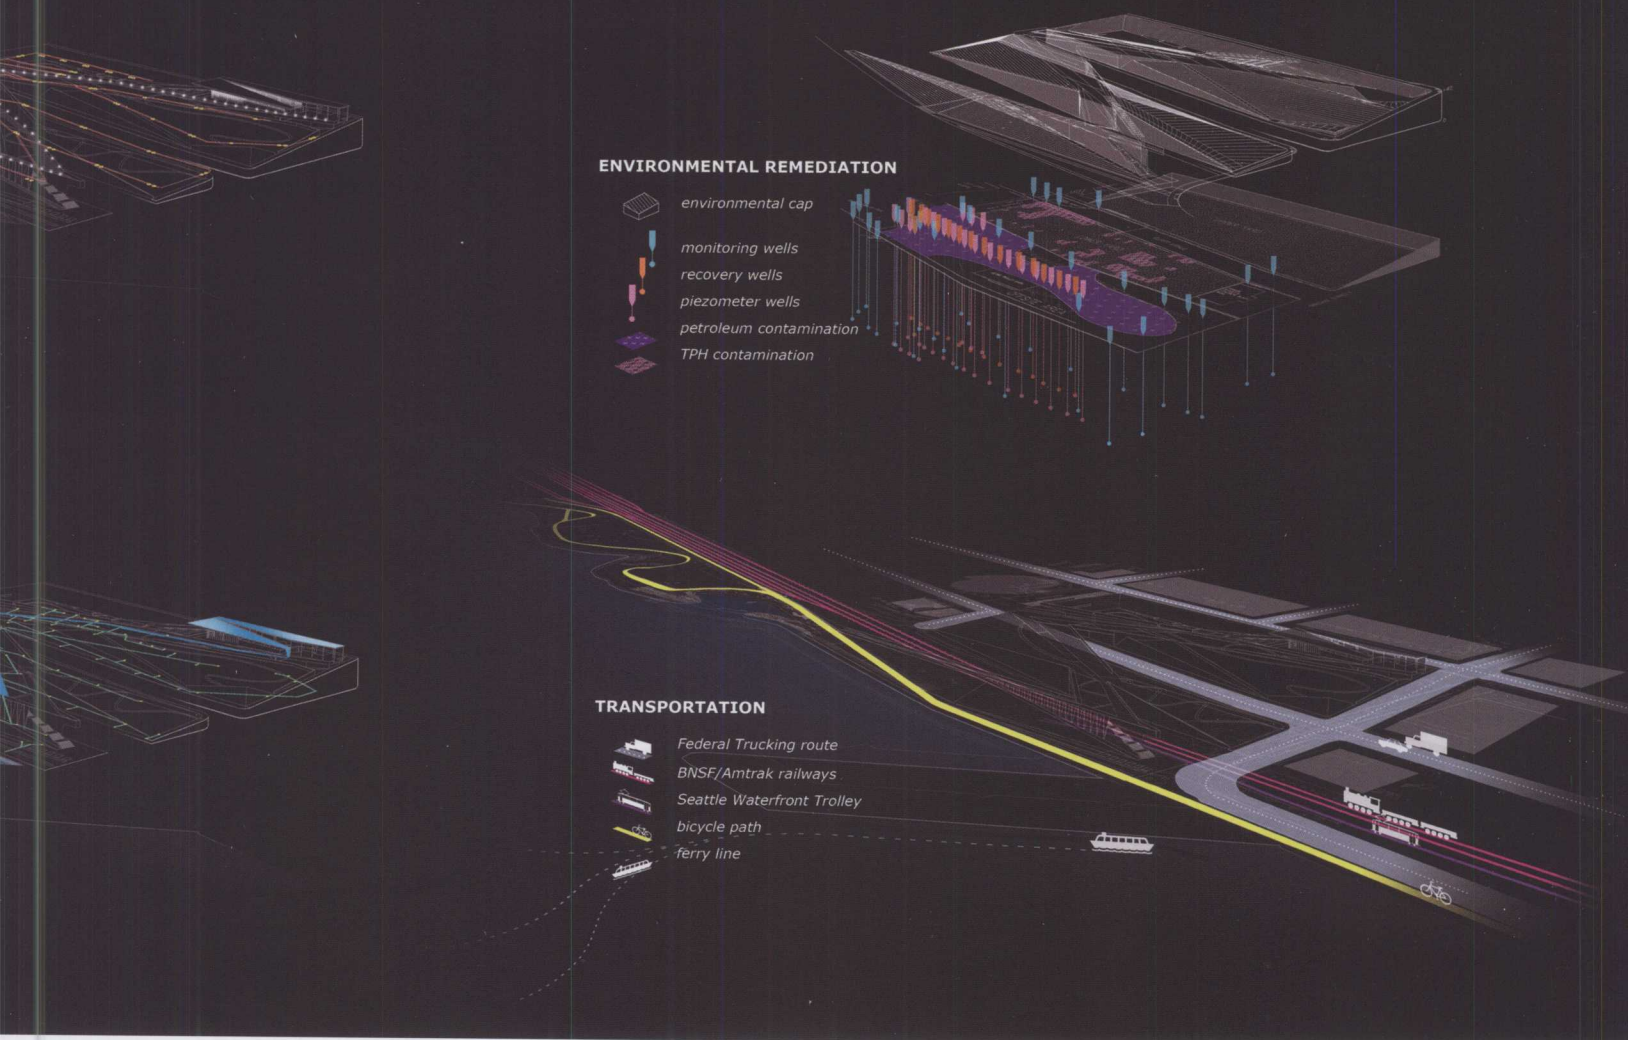 ENVIRONMENTAL REMEDIATION
environmental cap
monitoring wells
recovery wells
piezometer wells
petroleum contamination
TPH contamination
TRANSPORTATION
Federal Trucking route
BNSF/Amtrak railways
Seattle Waterfront Trolley
bicycle path
ferry line